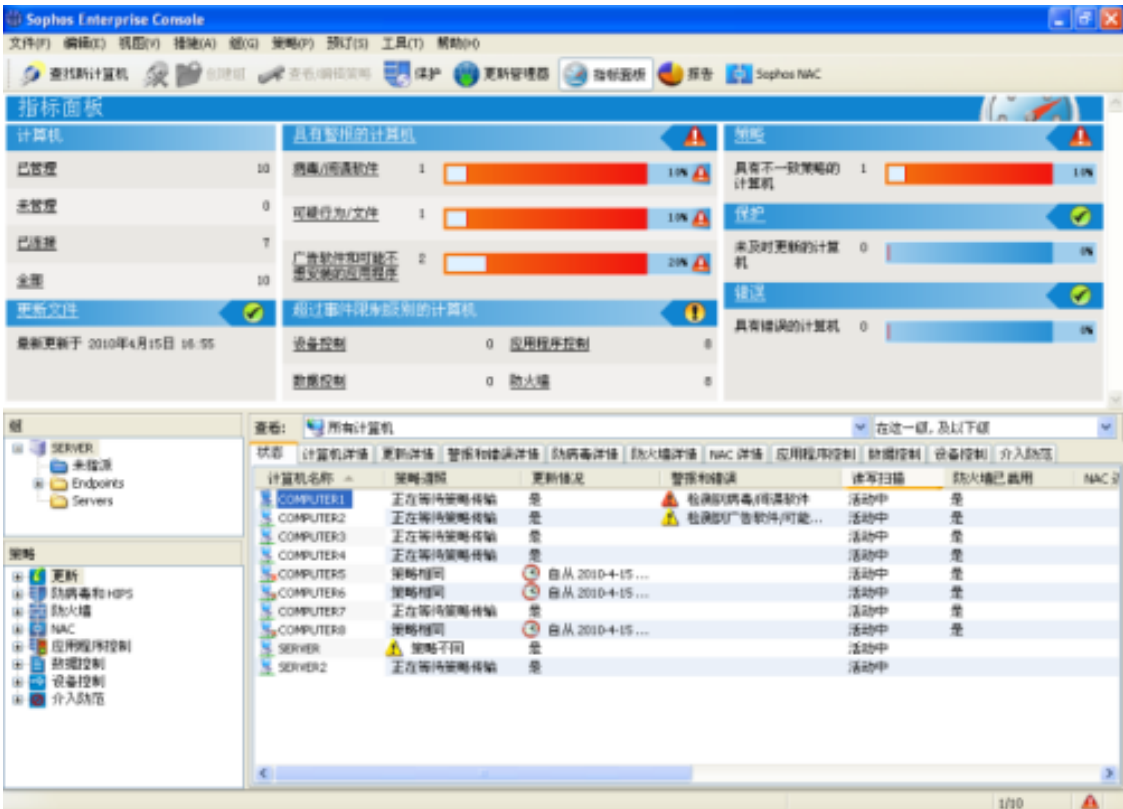 Sophos Enterprise Console
文件(F) 编辑(E) 视图(V) 措施(A) 组(G) 策略(P) 预订(S) 工具(T) 帮助(H)
查找新计算机 创建组 查看/编辑策略 保护 更新管理器 指标面板 报告 Sophos NAC
指标面板
计算机
已管理 10
未管理 0
已连接 7
全部 10
更新文件
最新更新于 2010年4月15日 16:55
具有警报的计算机
病毒/间谍软件 1 10%
可疑行为/文件 1 10%
广告软件和可能不想安装的应用程序 2 20%
超过事件限制级别的计算机
设备控制 0 应用程序控制 8
数据控制 0 防火墙 8
策略
具有不一致策略的计算机 1 10%
保护
未及时更新的计算机 0 0%
错误
具有错误的计算机 0 0%
组
SERVER
未指派
Endpoints
Servers
策略
更新
防病毒和 HIPS
防火墙
NAC
应用程序控制
数据控制
设备控制
介入防范
查看: 所有计算机 在这一级, 及以下级
状态 计算机详情 更新详情 警报和错误详情 防病毒详情 防火墙详情 NAC 详情 应用程序控制 数据控制 设备控制 介入防范
计算机名称 策略遵照 更新情况 警报和错误 读写扫描 防火墙已启用 NAC
COMPUTER1 正在等待策略传输 是 检测到病毒/间谍软件 活动中 是
COMPUTER2 正在等待策略传输 是 检测到广告软件/可能... 活动中 是
COMPUTER3 正在等待策略传输 是 活动中 是
COMPUTER4 正在等待策略传输 是 活动中 是
COMPUTER5 策略相同 自从 2010-4-15 ... 活动中 是
COMPUTER6 策略相同 自从 2010-4-15 ... 活动中 是
COMPUTER7 正在等待策略传输 是 活动中 是
COMPUTER8 策略相同 自从 2010-4-15 ... 活动中 是
SERVER 策略不同 是 活动中
SERVER2 正在等待策略传输 是 活动中
1/10